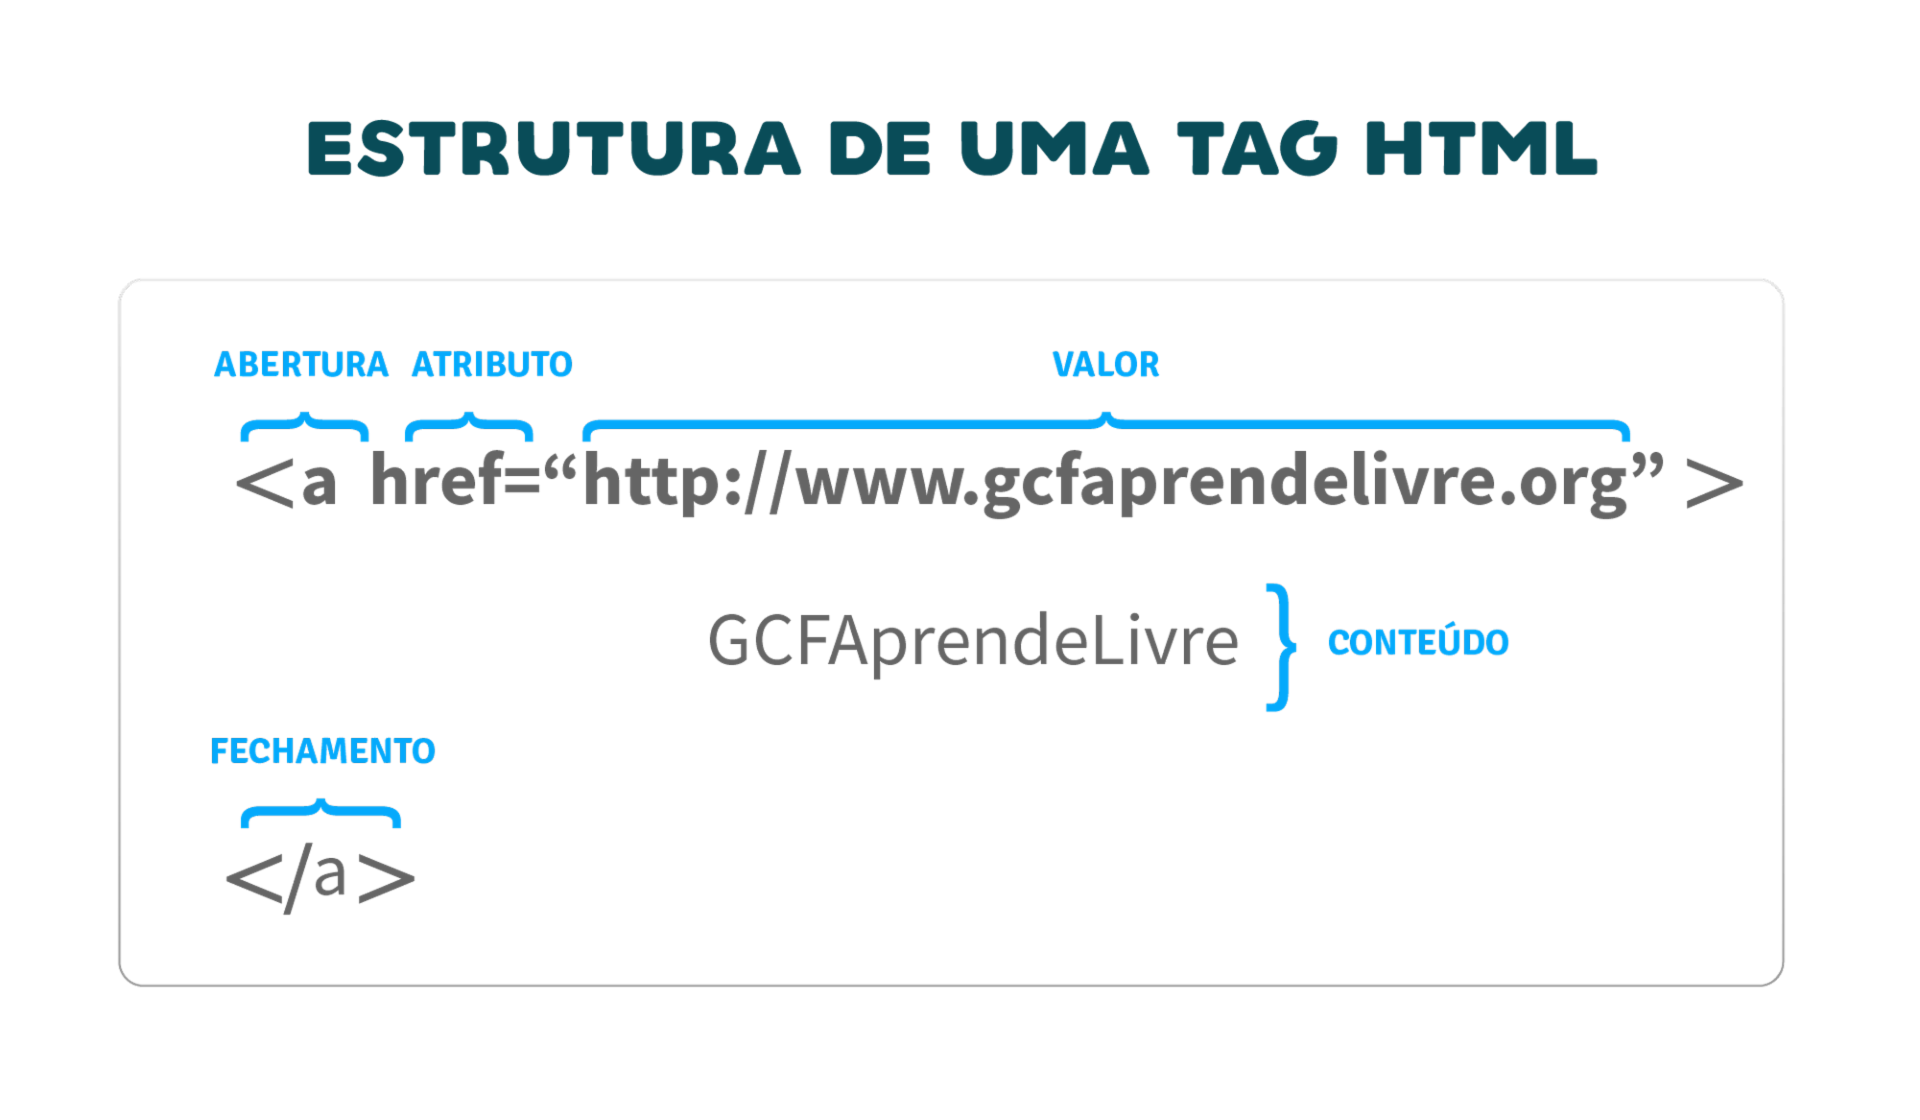 ESTRUTURA DE UMA TAG HTML
ABERTURA ATRIBUTO VALOR
<a href=“http://www.gcfaprendelivre.org” >
GCFAprendeLivre } CONTEÚDO
FECHAMENTO
</a>